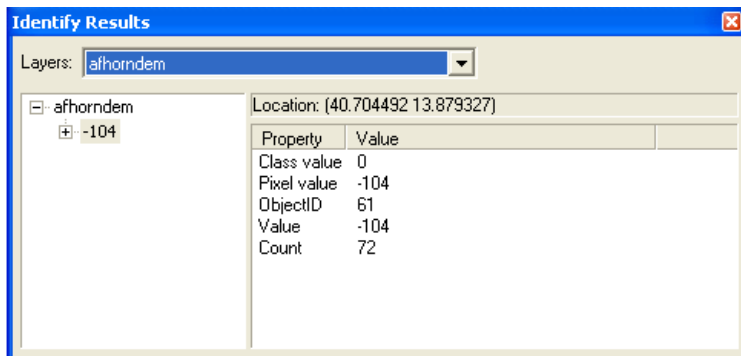 Identify Results
Layers: afhorndem
afhorndem
-104
Location: (40.704492 13.879327)
Property Value
Class value 0
Pixel value -104
ObjectID 61
Value -104
Count 72